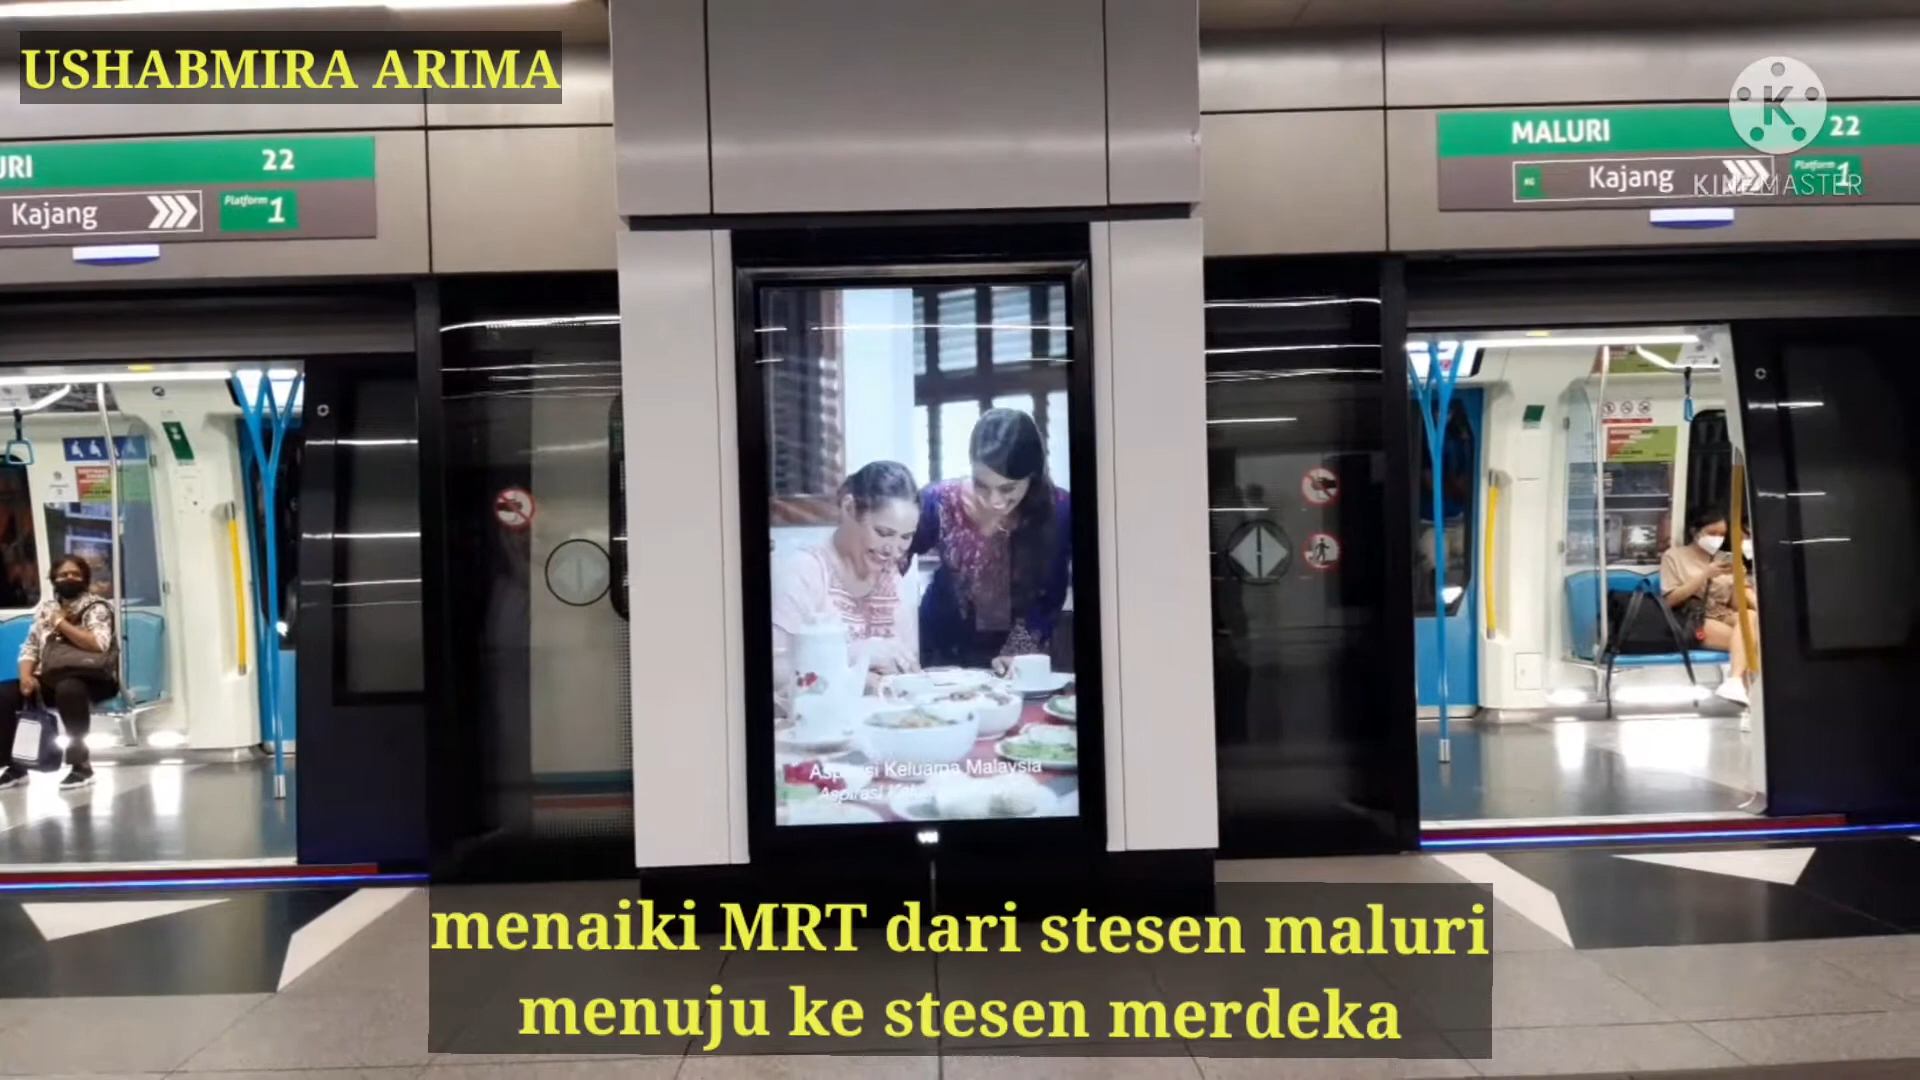 USHABMIRA ARIMA
URI 22
Kajang Platform 1
MALURI 22
Kajang Platform 1
KINEMASTER
Aspirasi Keluarga Malaysia
menaiki MRT dari stesen maluri
menuju ke stesen merdeka